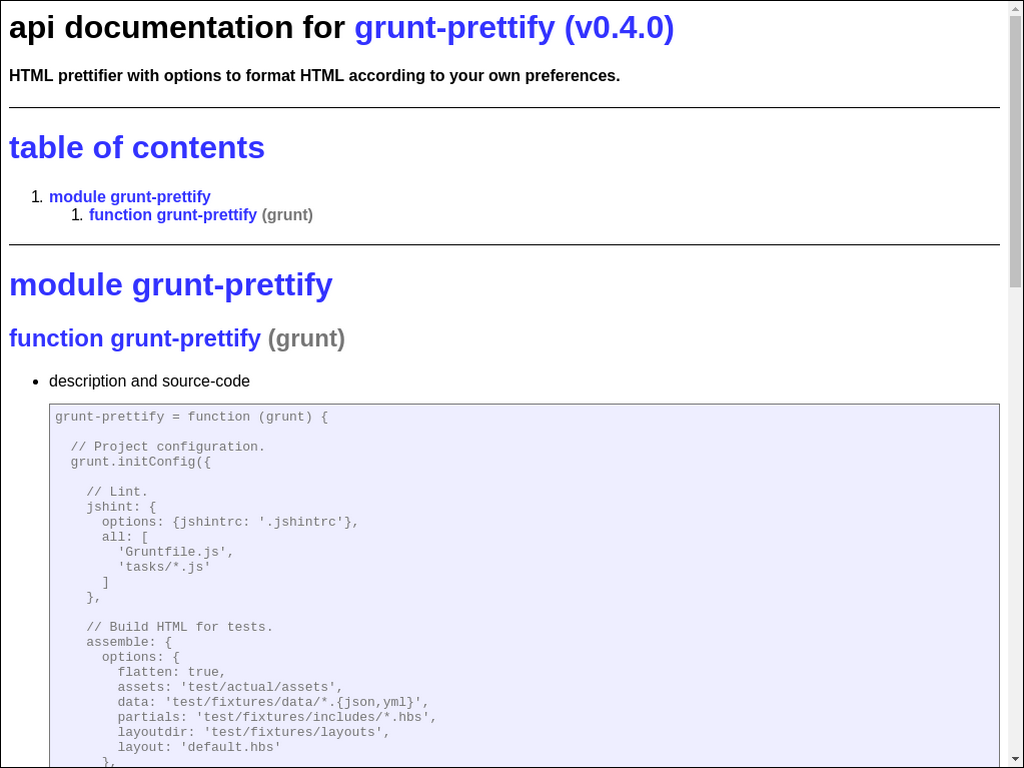 api documentation for grunt-prettify (v0.4.0)
HTML prettifier with options to format HTML according to your own preferences.
table of contents
1. module grunt-prettify
1. function grunt-prettify (grunt)
module grunt-prettify
function grunt-prettify (grunt)
• description and source-code
grunt-prettify = function (grunt) {
  // Project configuration.
  grunt.initConfig({
    // Lint.
    jshint: {
      options: {jshintrc: '.jshintrc'},
      all: [
        'Gruntfile.js',
        'tasks/*.js'
      ]
    },
    // Build HTML for tests.
    assemble: {
      options: {
        flatten: true,
        assets: 'test/actual/assets',
        data: 'test/fixtures/data/*.{json,yml}',
        partials: 'test/fixtures/includes/*.hbs',
        layoutdir: 'test/fixtures/layouts',
        layout: 'default.hbs'
      },